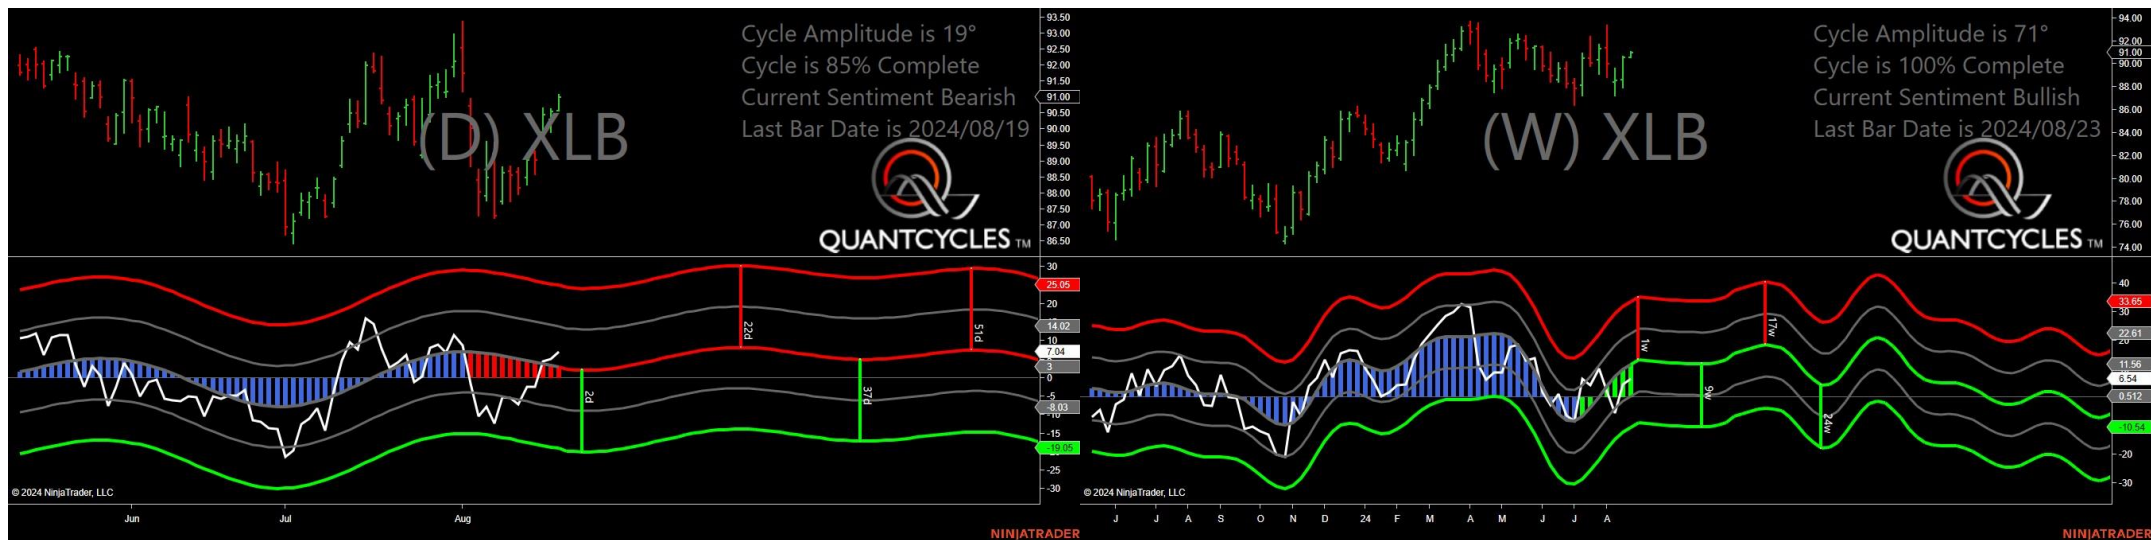 Cycle Amplitude is 19°
Cycle is 85% Complete
Current Sentiment Bearish
Last Bar Date is 2024/08/19
(D) XLB
QUANTCYCLES TM
93.50
93.00
92.50
92.00
91.50
91.00
90.50
90.00
89.50
89.00
88.50
88.00
87.50
87.00
86.50
30
25.05
20
14.02
7.04
3
0
-5
-8.03
-15
-19.05
-25
-30
22d
51d
2d
37d
© 2024 NinjaTrader, LLC
Jun
Jul
Aug
NINJATRADER
Cycle Amplitude is 71°
Cycle is 100% Complete
Current Sentiment Bullish
Last Bar Date is 2024/08/23
(W) XLB
QUANTCYCLES TM
94.00
92.00
91.00
90.00
88.00
86.00
84.00
82.00
80.00
78.00
76.00
74.00
40
33.65
30
22.61
20
11.56
6.54
0.512
-10.54
-20
-30
1w
17w
9w
24w
© 2024 NinjaTrader, LLC
J
J
A
S
O
N
D
24
F
M
A
M
J
J
A
NINJATRADER